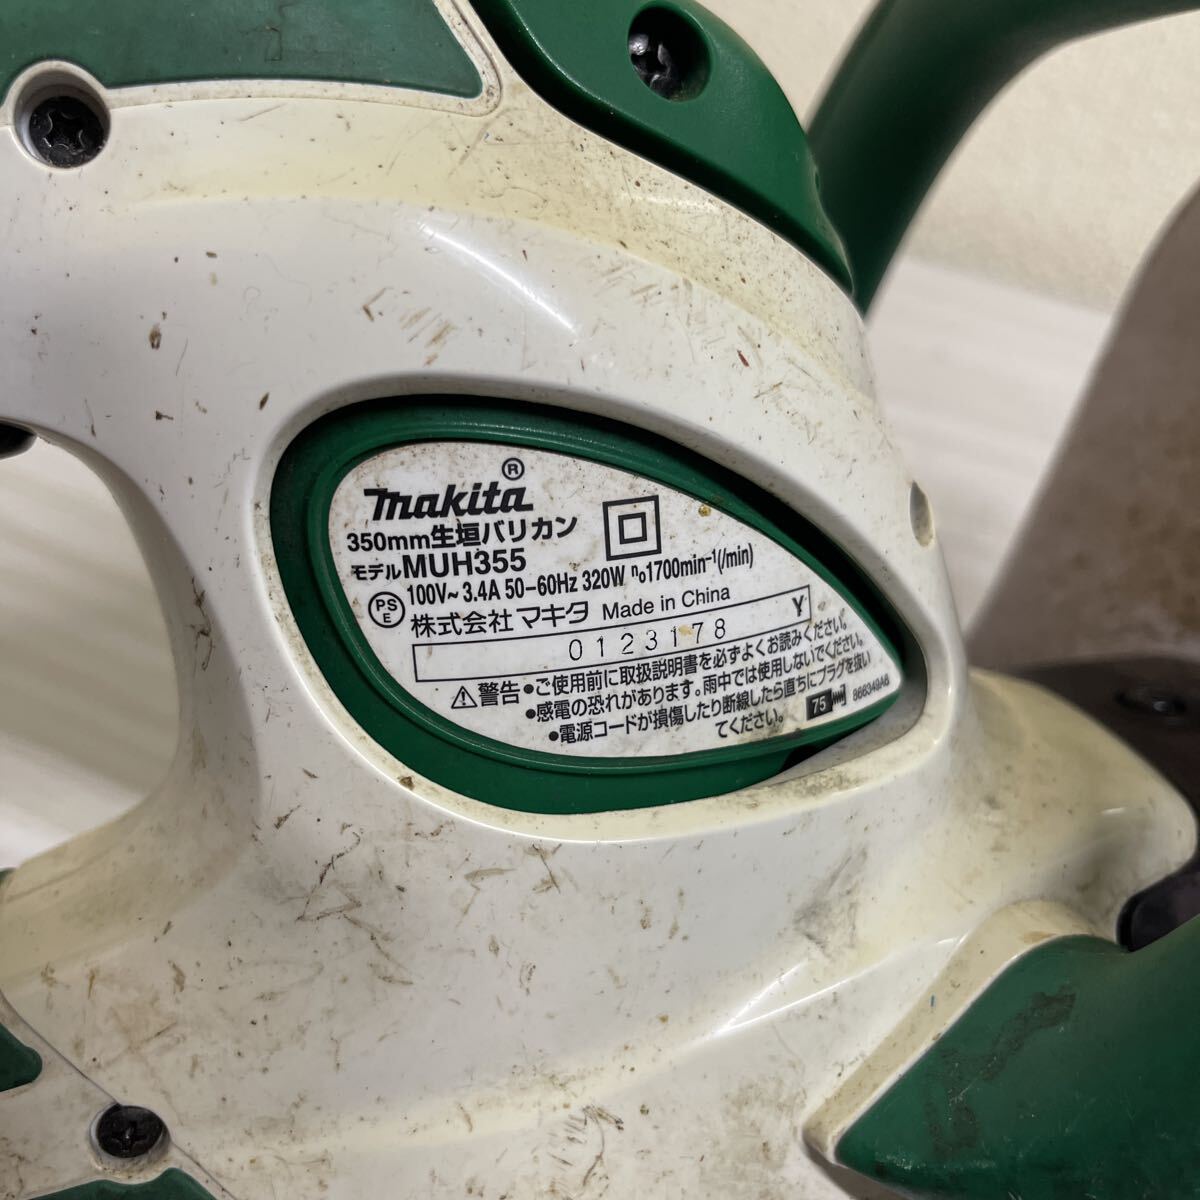 makita®
350mm生垣バリカン
モデルMUH355
100V~ 3.4A 50-60Hz 320W n₀1700min⁻¹(/min)
PSE 株式会社 マキタ Made in China
0123178 Y
⚠警告 ●ご使用前に取扱説明書を必ずよくお読みください。
●感電の恐れがあります。雨中では使用しないでください。
●電源コードが損傷したり断線したら直ちにプラグを抜い
てください。
75
866349A6